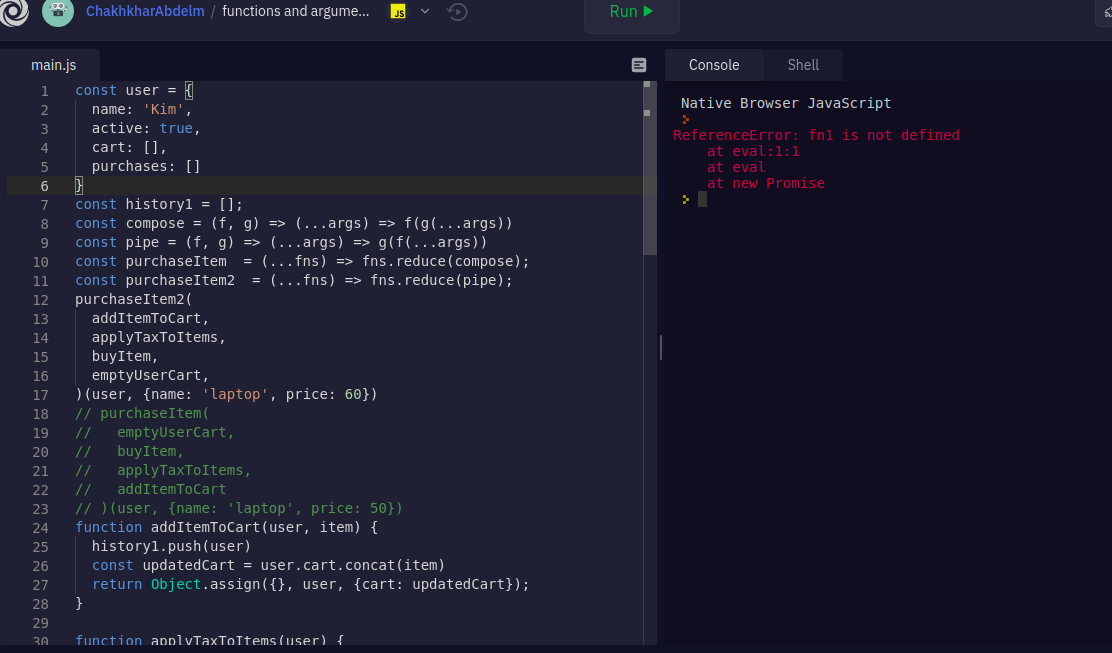 ChakhkharAbdelm / functions and argume... JS
Run
main.js
Console Shell
1 const user = {
2   name: 'Kim',
3   active: true,
4   cart: [],
5   purchases: []
6 }
7 const history1 = [];
8 const compose = (f, g) => (...args) => f(g(...args))
9 const pipe = (f, g) => (...args) => g(f(...args))
10 const purchaseItem  = (...fns) => fns.reduce(compose);
11 const purchaseItem2  = (...fns) => fns.reduce(pipe);
12 purchaseItem2(
13   addItemToCart,
14   applyTaxToItems,
15   buyItem,
16   emptyUserCart,
17 )(user, {name: 'laptop', price: 60})
18 // purchaseItem(
19 //   emptyUserCart,
20 //   buyItem,
21 //   applyTaxToItems,
22 //   addItemToCart
23 // )(user, {name: 'laptop', price: 50})
24 function addItemToCart(user, item) {
25   history1.push(user)
26   const updatedCart = user.cart.concat(item)
27   return Object.assign({}, user, {cart: updatedCart});
28 }
29
30 function applyTaxToItems(user) {
Native Browser JavaScript
ReferenceError: fn1 is not defined
    at eval:1:1
    at eval
    at new Promise